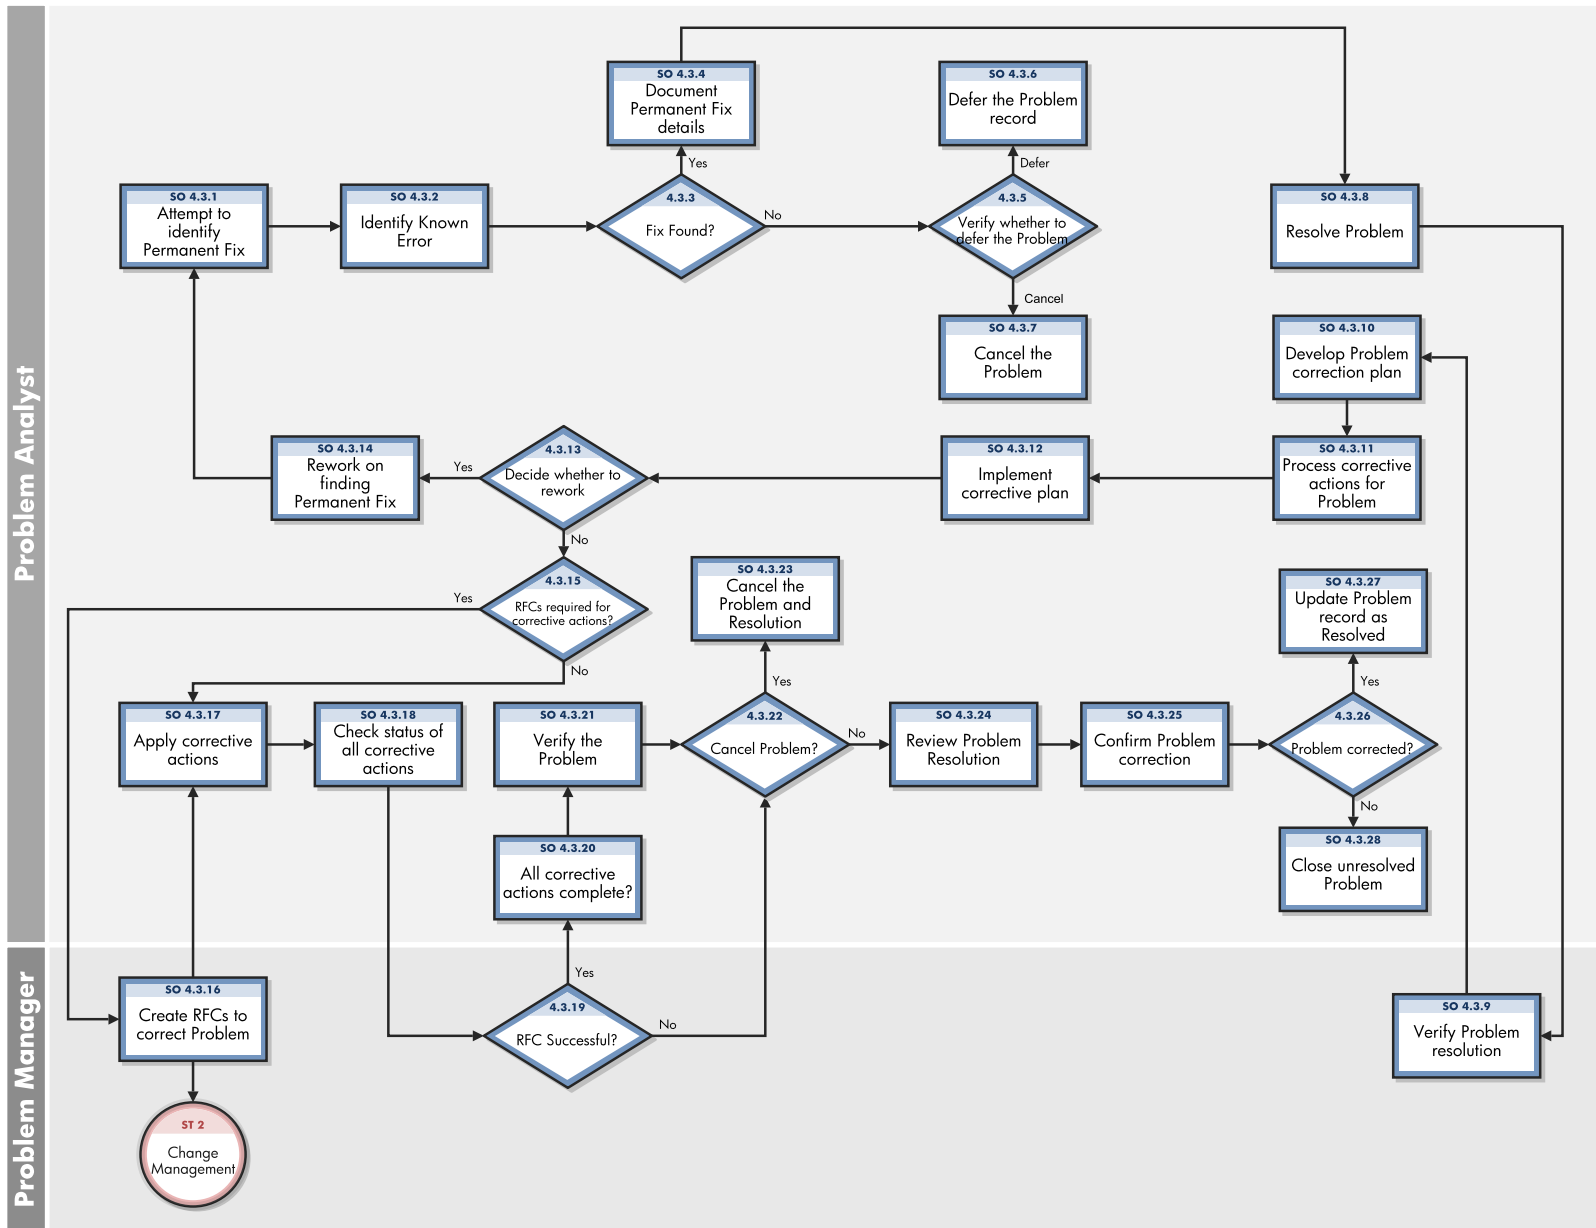 Problem Analyst
SO 4.3.4
Document
Permanent Fix
details
SO 4.3.6
Defer the Problem
record
Yes
Defer
SO 4.3.1
Attempt to
identify
Permanent Fix
SO 4.3.2
Identify Known
Error
4.3.3
Fix Found?
No
4.3.5
Verify whether to
defer the Problem
SO 4.3.8
Resolve Problem
Cancel
SO 4.3.7
Cancel the
Problem
SO 4.3.10
Develop Problem
correction plan
SO 4.3.14
Rework on
finding
Permanent Fix
Yes
4.3.13
Decide whether to
rework
SO 4.3.12
Implement
corrective plan
SO 4.3.11
Process corrective
actions for
Problem
No
Yes
4.3.15
RFCs required for
corrective actions?
No
SO 4.3.23
Cancel the
Problem and
Resolution
SO 4.3.27
Update Problem
record as
Resolved
Yes
Yes
SO 4.3.17
Apply corrective
actions
SO 4.3.18
Check status of
all corrective
actions
SO 4.3.21
Verify the
Problem
4.3.22
Cancel Problem?
No
SO 4.3.24
Review Problem
Resolution
SO 4.3.25
Confirm Problem
correction
4.3.26
Problem corrected?
No
SO 4.3.20
All corrective
actions complete?
SO 4.3.28
Close unresolved
Problem
Problem Manager
Yes
SO 4.3.16
Create RFCs to
correct Problem
4.3.19
RFC Successful?
No
SO 4.3.9
Verify Problem
resolution
ST 2
Change
Management